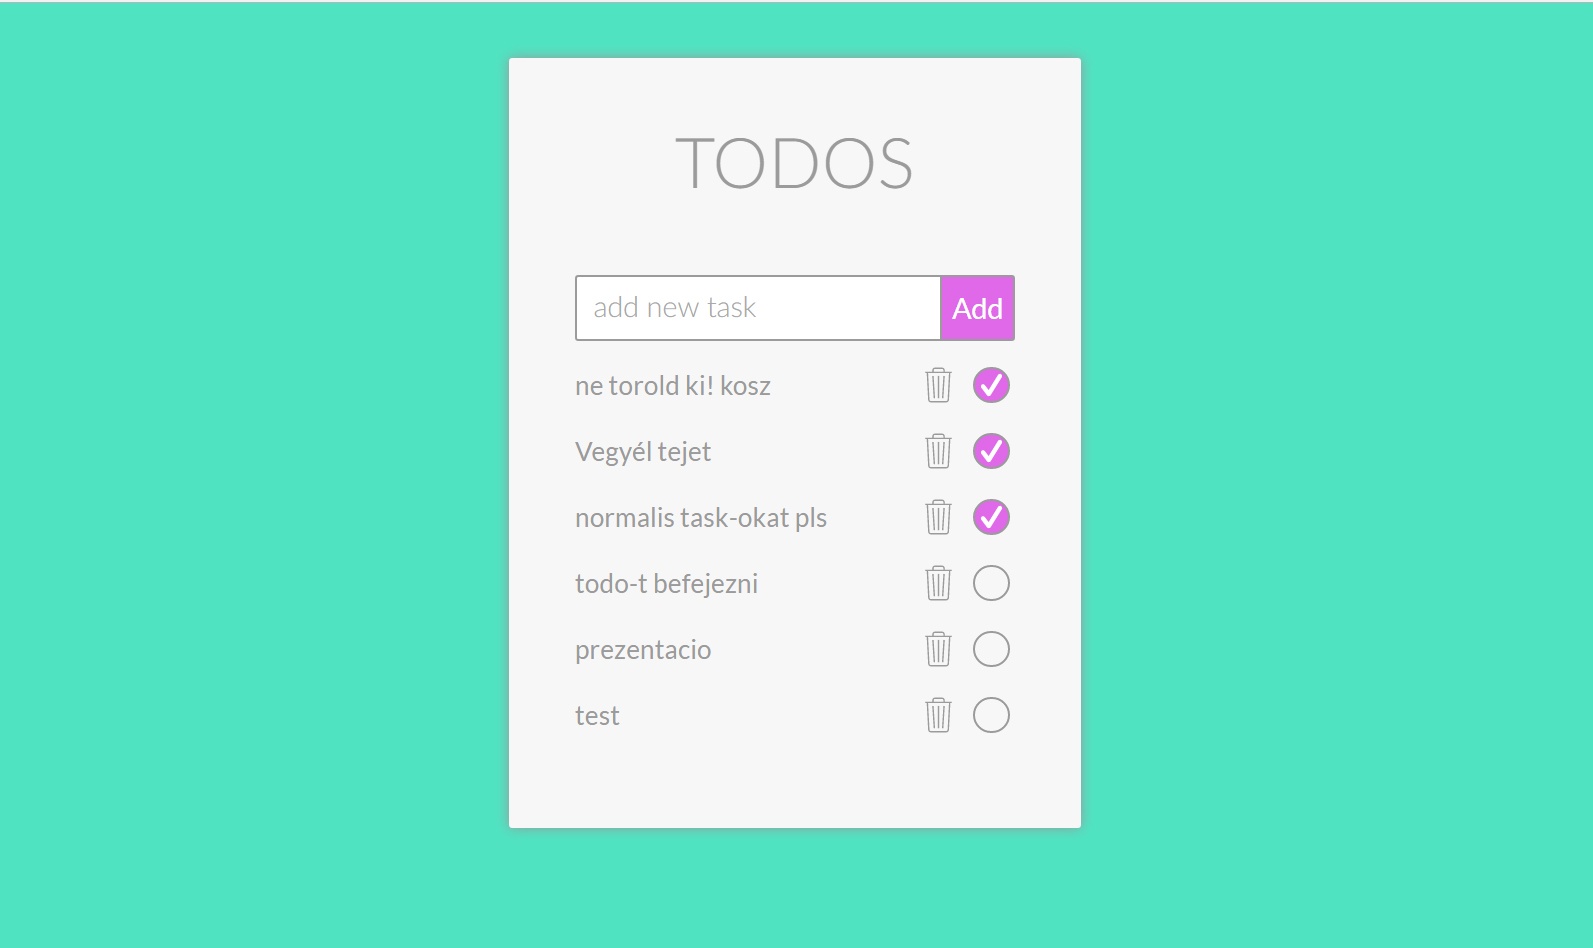 TODOS
add new task Add
ne torold ki! kosz
Vegyél tejet
normalis task-okat pls
todo-t befejezni
prezentacio
test